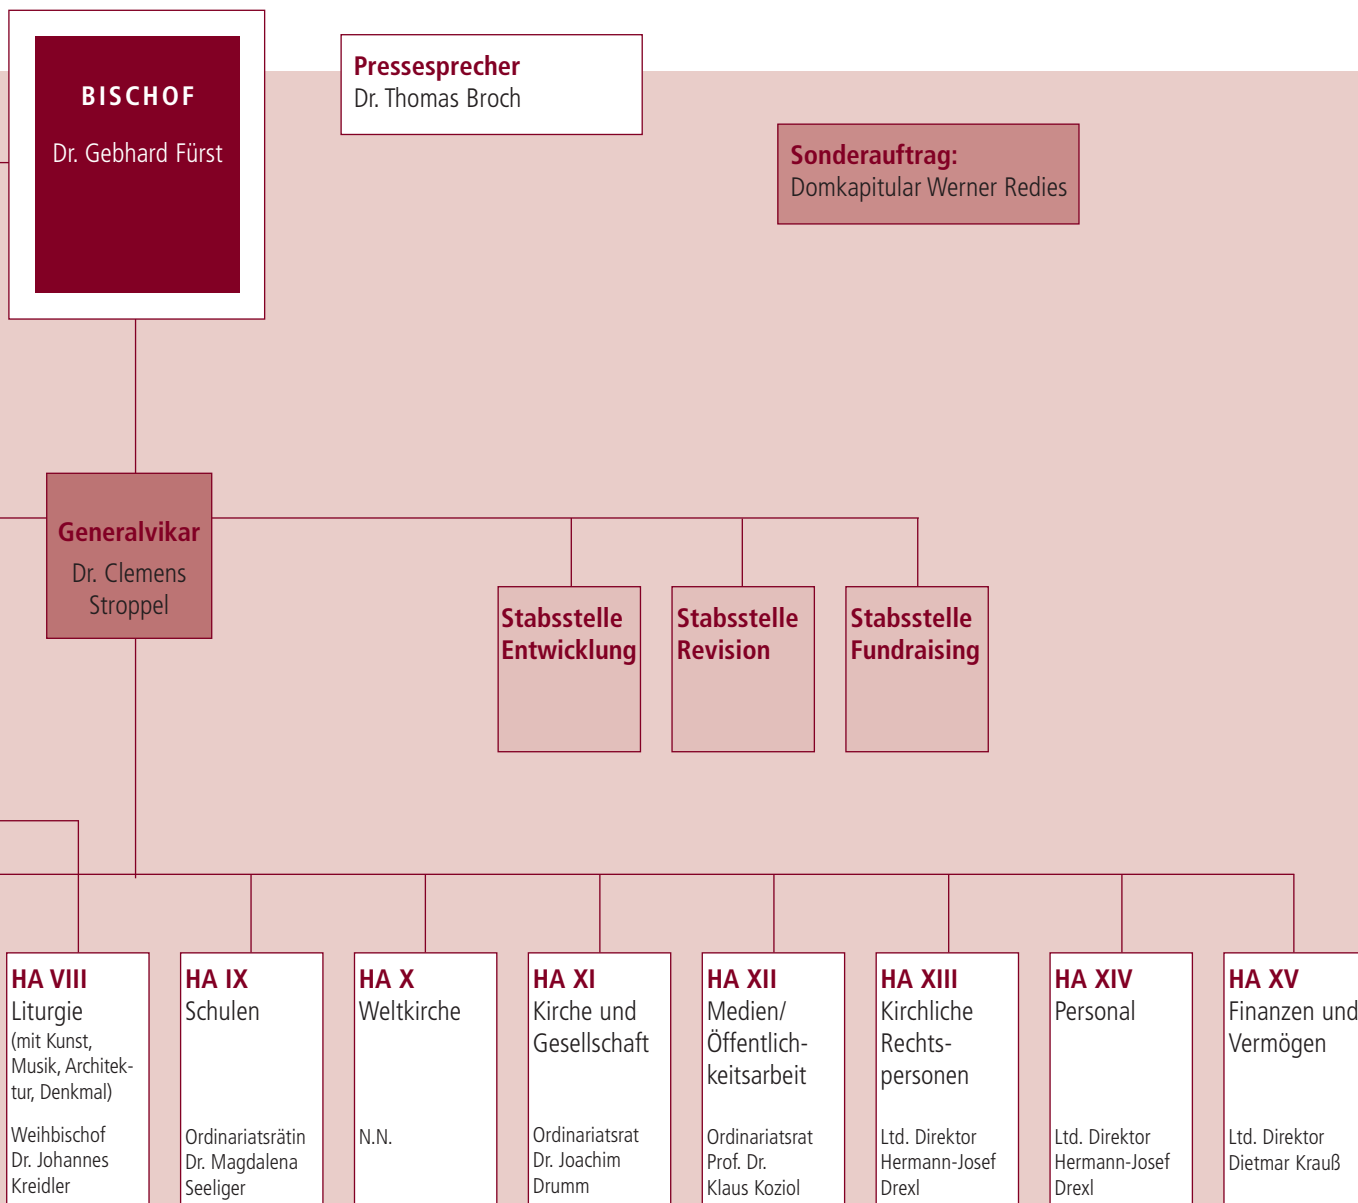 BISCHOF
Dr. Gebhard Fürst
Pressesprecher
Dr. Thomas Broch
Sonderauftrag:
Domkapitular Werner Redies
Generalvikar
Dr. Clemens
Stroppel
Stabsstelle
Entwicklung
Stabsstelle
Revision
Stabsstelle
Fundraising
HA VIII
Liturgie
(mit Kunst,
Musik, Architek-
tur, Denkmal)
Weihbischof
Dr. Johannes
Kreidler
HA IX
Schulen
Ordinariatsrätin
Dr. Magdalena
Seeliger
HA X
Weltkirche
N.N.
HA XI
Kirche und
Gesellschaft
Ordinariatsrat
Dr. Joachim
Drumm
HA XII
Medien/
Öffentlich-
keitsarbeit
Ordinariatsrat
Prof. Dr.
Klaus Koziol
HA XIII
Kirchliche
Rechts-
personen
Ltd. Direktor
Hermann-Josef
Drexl
HA XIV
Personal
Ltd. Direktor
Hermann-Josef
Drexl
HA XV
Finanzen und
Vermögen
Ltd. Direktor
Dietmar Krauß